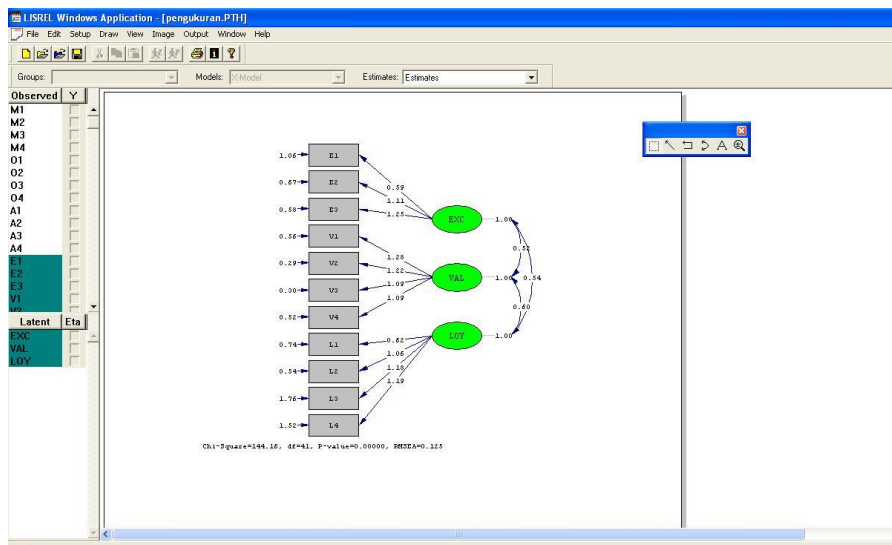 LISREL Windows Application - [pengukuran.PTH]
File Edit Setup Draw View Image Output Window Help
Groups: Models: X-Model Estimates: Estimates
Observed Y
M1
M2
M3
M4
O1
O2
O3
O4
A1
A2
A3
A4
E1
E2
E3
V1
V2
Latent Eta
EXC
VAL
LOY
1.06 E1
0.67 E2
0.58 E3
0.56 V1
0.29 V2
0.30 V3
0.52 V4
0.74 L1
0.54 L2
1.76 L3
1.52 L4
0.59
1.11
1.25
1.28
1.22
1.09
1.09
0.62
1.06
1.18
1.19
EXC 1.00
VAL 1.00
LOY 1.00
0.52
0.54
0.60
Chi-Square=144.16, df=41, P-value=0.00000, RMSEA=0.125